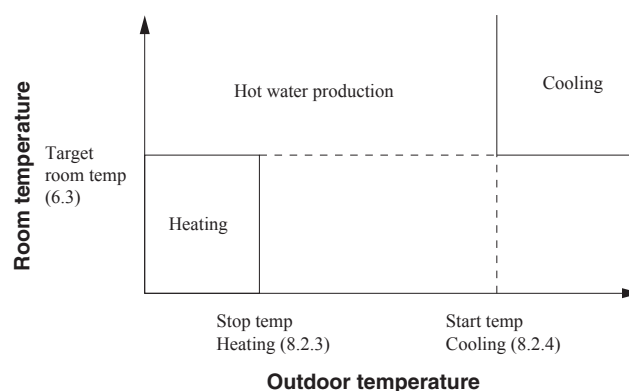 Room temperature
Hot water production
Cooling
Target
room temp
(6.3)
Heating
Stop temp
Heating (8.2.3)
Start temp
Cooling (8.2.4)
Outdoor temperature